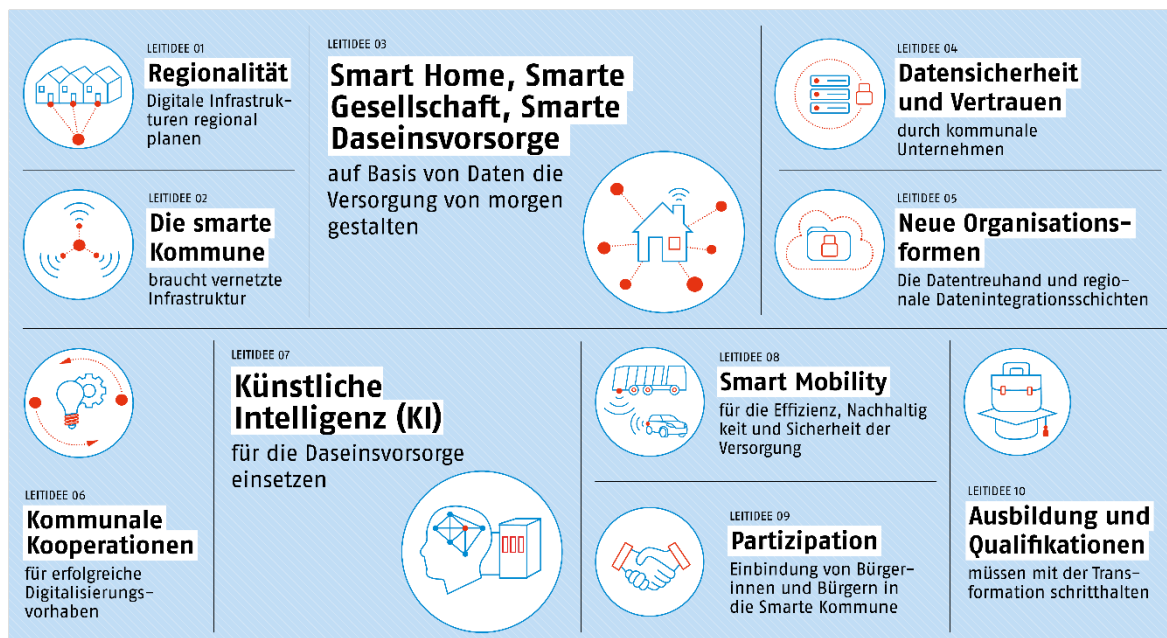 LEITIDEE 01
Regionalität
Digitale Infrastruk-
turen regional
planen
LEITIDEE 02
Die smarte
Kommune
braucht vernetzte
Infrastruktur
LEITIDEE 03
Smart Home, Smarte
Gesellschaft, Smarte
Daseinsvorsorge
auf Basis von Daten die
Versorgung von morgen
gestalten
LEITIDEE 04
Datensicherheit
und Vertrauen
durch kommunale
Unternehmen
LEITIDEE 05
Neue Organisations-
formen
Die Datentreuhand und regio-
nale Datenintegrationsschichten
LEITIDEE 06
Kommunale
Kooperationen
für erfolgreiche
Digitalisierungs-
vorhaben
LEITIDEE 07
Künstliche
Intelligenz (KI)
für die Daseinsvorsorge
einsetzen
LEITIDEE 08
Smart Mobility
für die Effizienz, Nachhaltig
keit und Sicherheit der
Versorgung
LEITIDEE 09
Partizipation
Einbindung von Bürger-
innen und Bürgern in
die Smarte Kommune
LEITIDEE 10
Ausbildung und
Qualifikationen
müssen mit der Trans-
formation schritthalten